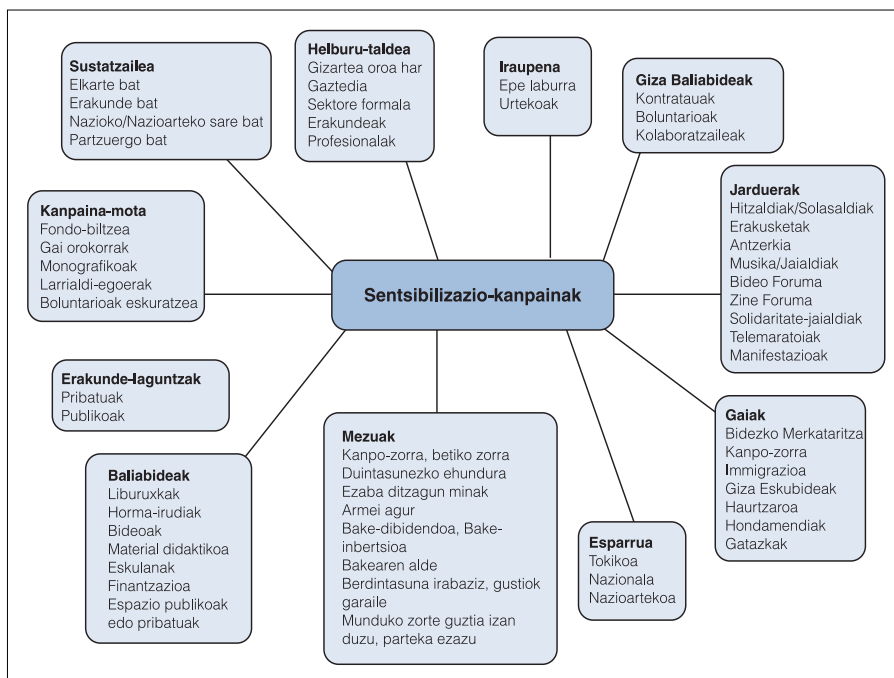 Sustatzailea
Elkarte bat
Erakunde bat
Nazioko/Nazioarteko sare bat
Partzuergo bat
Helburu-taldea
Gizartea oroa har
Gaztedia
Sektore formala
Erakundeak
Profesionalak
Iraupena
Epe laburra
Urtekoak
Giza Baliabideak
Kontratauak
Boluntarioak
Kolaboratzaileak
Kanpaina-mota
Fondo-biltzea
Gai orokorrak
Monografikoak
Larrialdi-egoerak
Boluntarioak eskuratzea
Sentsibilizazio-kanpainak
Jarduerak
Hitzaldiak/Solasaldiak
Erakusketak
Antzerkia
Musika/Jaialdiak
Bideo Foruma
Zine Foruma
Solidaritate-jaialdiak
Telemaratoiak
Manifestazioak
Erakunde-laguntzak
Pribatuak
Publikoak
Baliabideak
Liburuxkak
Horma-irudiak
Bideoak
Material didaktikoa
Eskulanak
Finantzazioa
Espazio publikoak
edo pribatuak
Mezuak
Kanpo-zorra, betiko zorra
Duintasunezko ehundura
Ezaba ditzagun minak
Armei agur
Bake-dibidendoa, Bake-
inbertsioa
Bakearen alde
Berdintasuna irabaziz, gustiok
garaile
Munduko zorte guztia izan
duzu, parteka ezazu
Esparrua
Tokikoa
Nazionala
Nazioartekoa
Gaiak
Bidezko Merkataritza
Kanpo-zorra
Immigrazioa
Giza Eskubideak
Haurtzaroa
Hondamendiak
Gatazkak